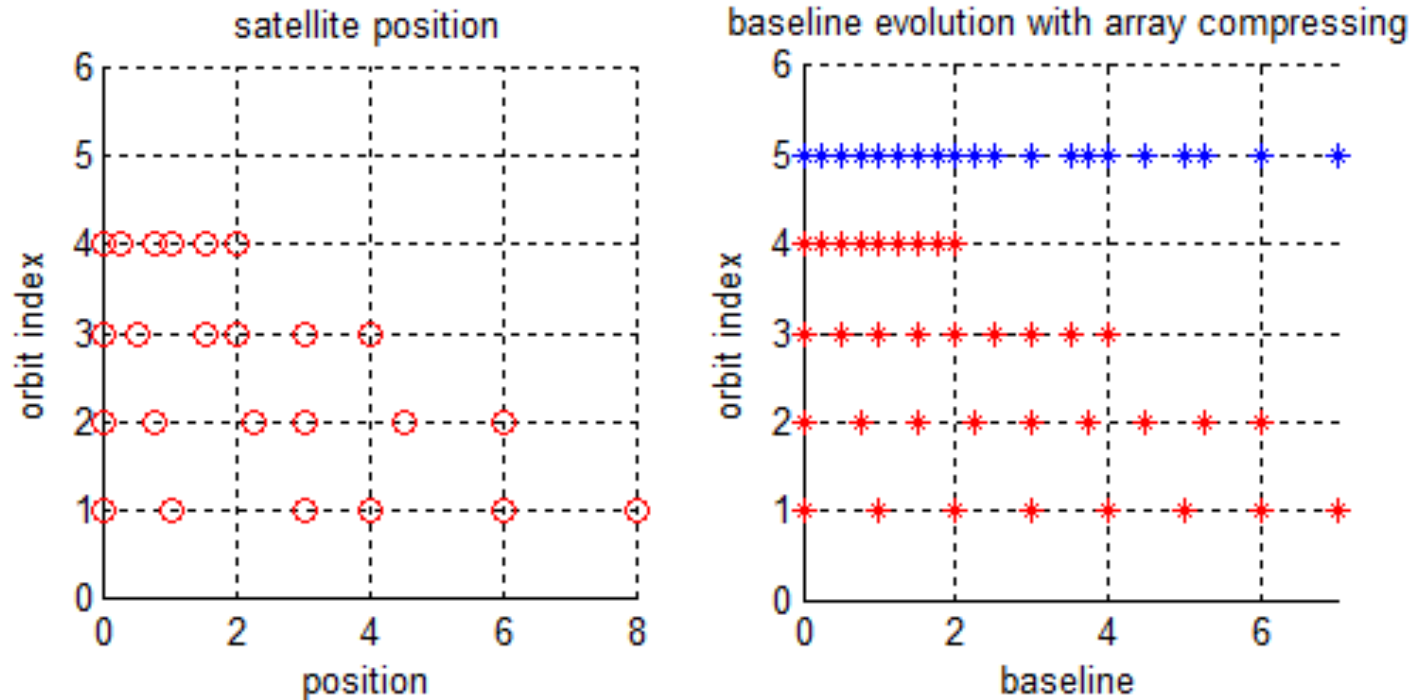 satellite position
6
5
4
3
2
1
0
0 2 4 6 8
orbit index
position
baseline evolution with array compressing
6
5
4
3
2
1
0
0 2 4 6
orbit index
baseline